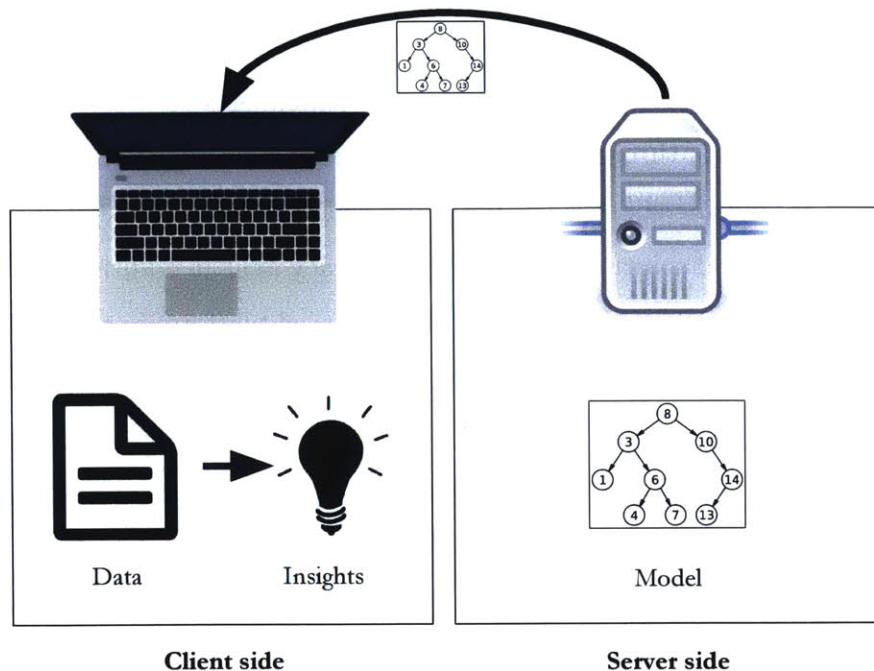 8
3 10
1 6 14
4 7 13
8
3 10
1 6 14
4 7 13
Data
Insights
Model
Client side
Server side